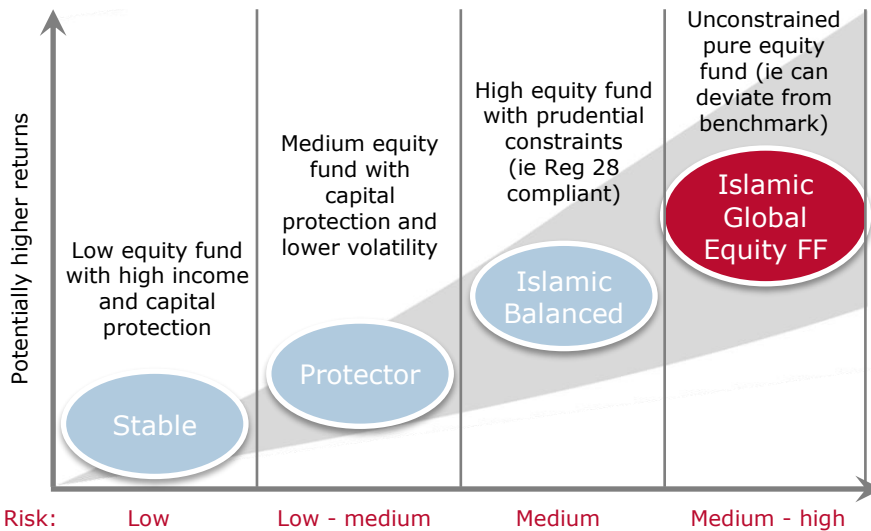 Potentially higher returns
Low equity fund
with high income
and capital
protection
Stable
Medium equity
fund with
capital
protection and
lower volatility
Protector
High equity fund
with prudential
constraints
(ie Reg 28
compliant)
Islamic
Balanced
Unconstrained
pure equity
fund (ie can
deviate from
benchmark)
Islamic
Global
Equity FF
Risk: Low Low - medium Medium Medium - high